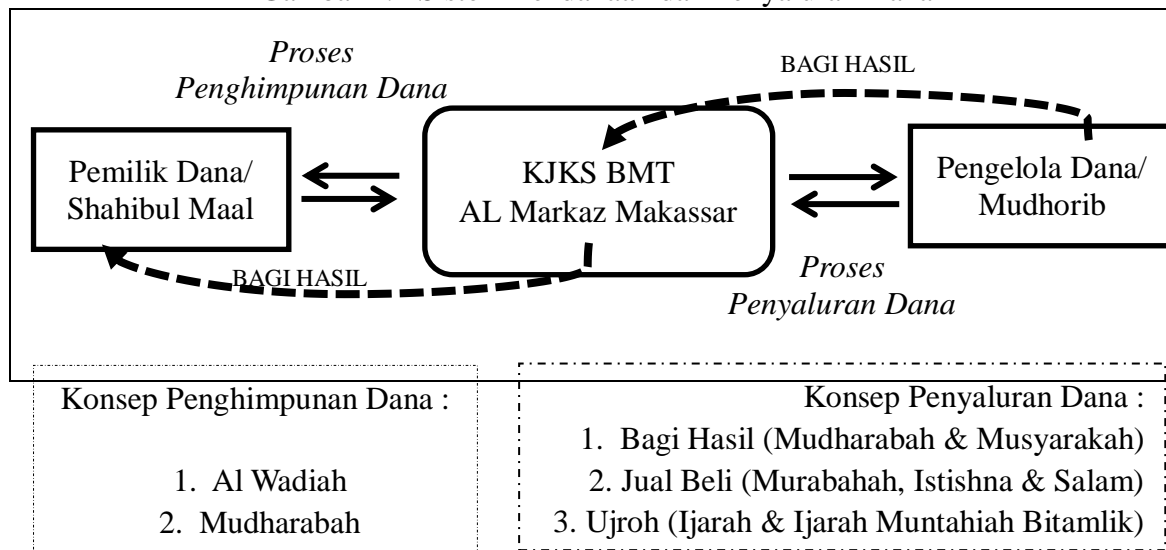 Proses
Penghimpunan Dana
BAGI HASIL
Pemilik Dana/
Shahibul Maal
KJKS BMT
AL Markaz Makassar
Pengelola Dana/
Mudhorib
BAGI HASIL
Proses
Penyaluran Dana
Konsep Penghimpunan Dana :
1. Al Wadiah
2. Mudharabah
Konsep Penyaluran Dana :
1. Bagi Hasil (Mudharabah & Musyarakah)
2. Jual Beli (Murabahah, Istishna & Salam)
3. Ujroh (Ijarah & Ijarah Muntahiah Bitamlik)